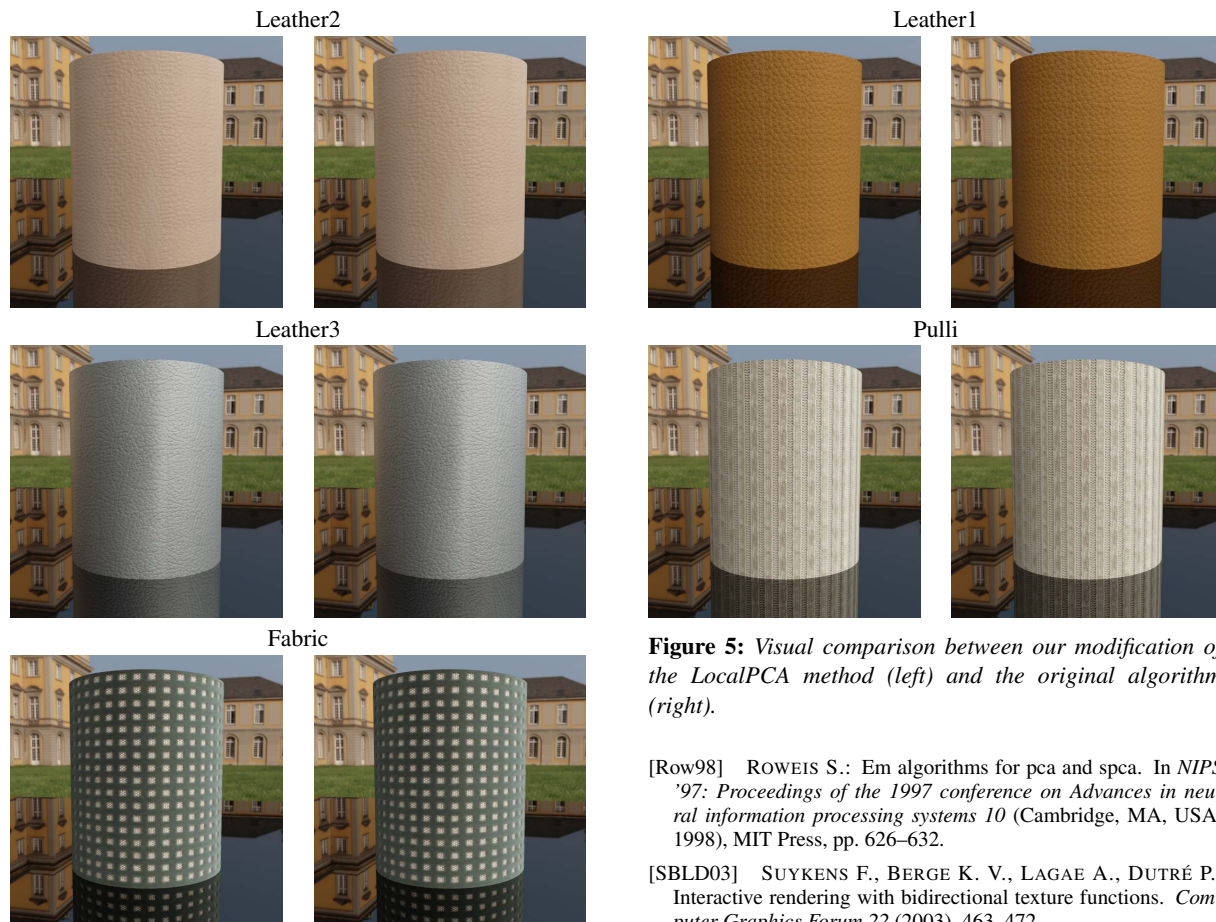 Leather2
Leather3
Fabric
Leather1
Pulli
Figure 5: Visual comparison between our modification of
the LocalPCA method (left) and the original algorithm
(right).
[Row98] ROWEIS S.: Em algorithms for pca and spca. In NIPS
'97: Proceedings of the 1997 conference on Advances in neu-
ral information processing systems 10 (Cambridge, MA, USA,
1998), MIT Press, pp. 626–632.
[SBLD03] SUYKENS F., BERGE K. V., LAGAE A., DUTRÉ P.:
Interactive rendering with bidirectional texture functions. Com-
puter Graphics Forum 22 (2003), 463–472.